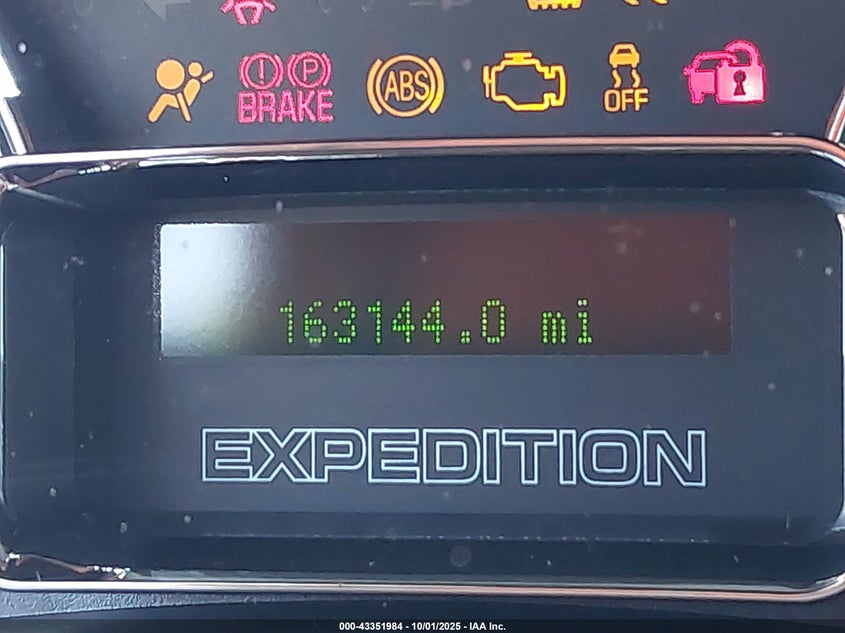 BRAKE ABS OFF
163144.0 mi
EXPEDITION
000-43351984 - 10/01/2025 - IAA Inc.